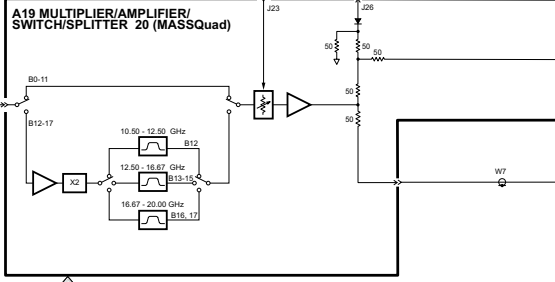 A19 MULTIPLIER/AMPLIFIER/
SWITCH/SPLITTER 20 (MASSQuad)
J23
J26
50
50
50
B0-11
50
B12-17
50
10.50 - 12.50 GHz
B12
12.50 - 16.67 GHz
X2
B13-15
W7
16.67 - 20.00 GHz
B16, 17